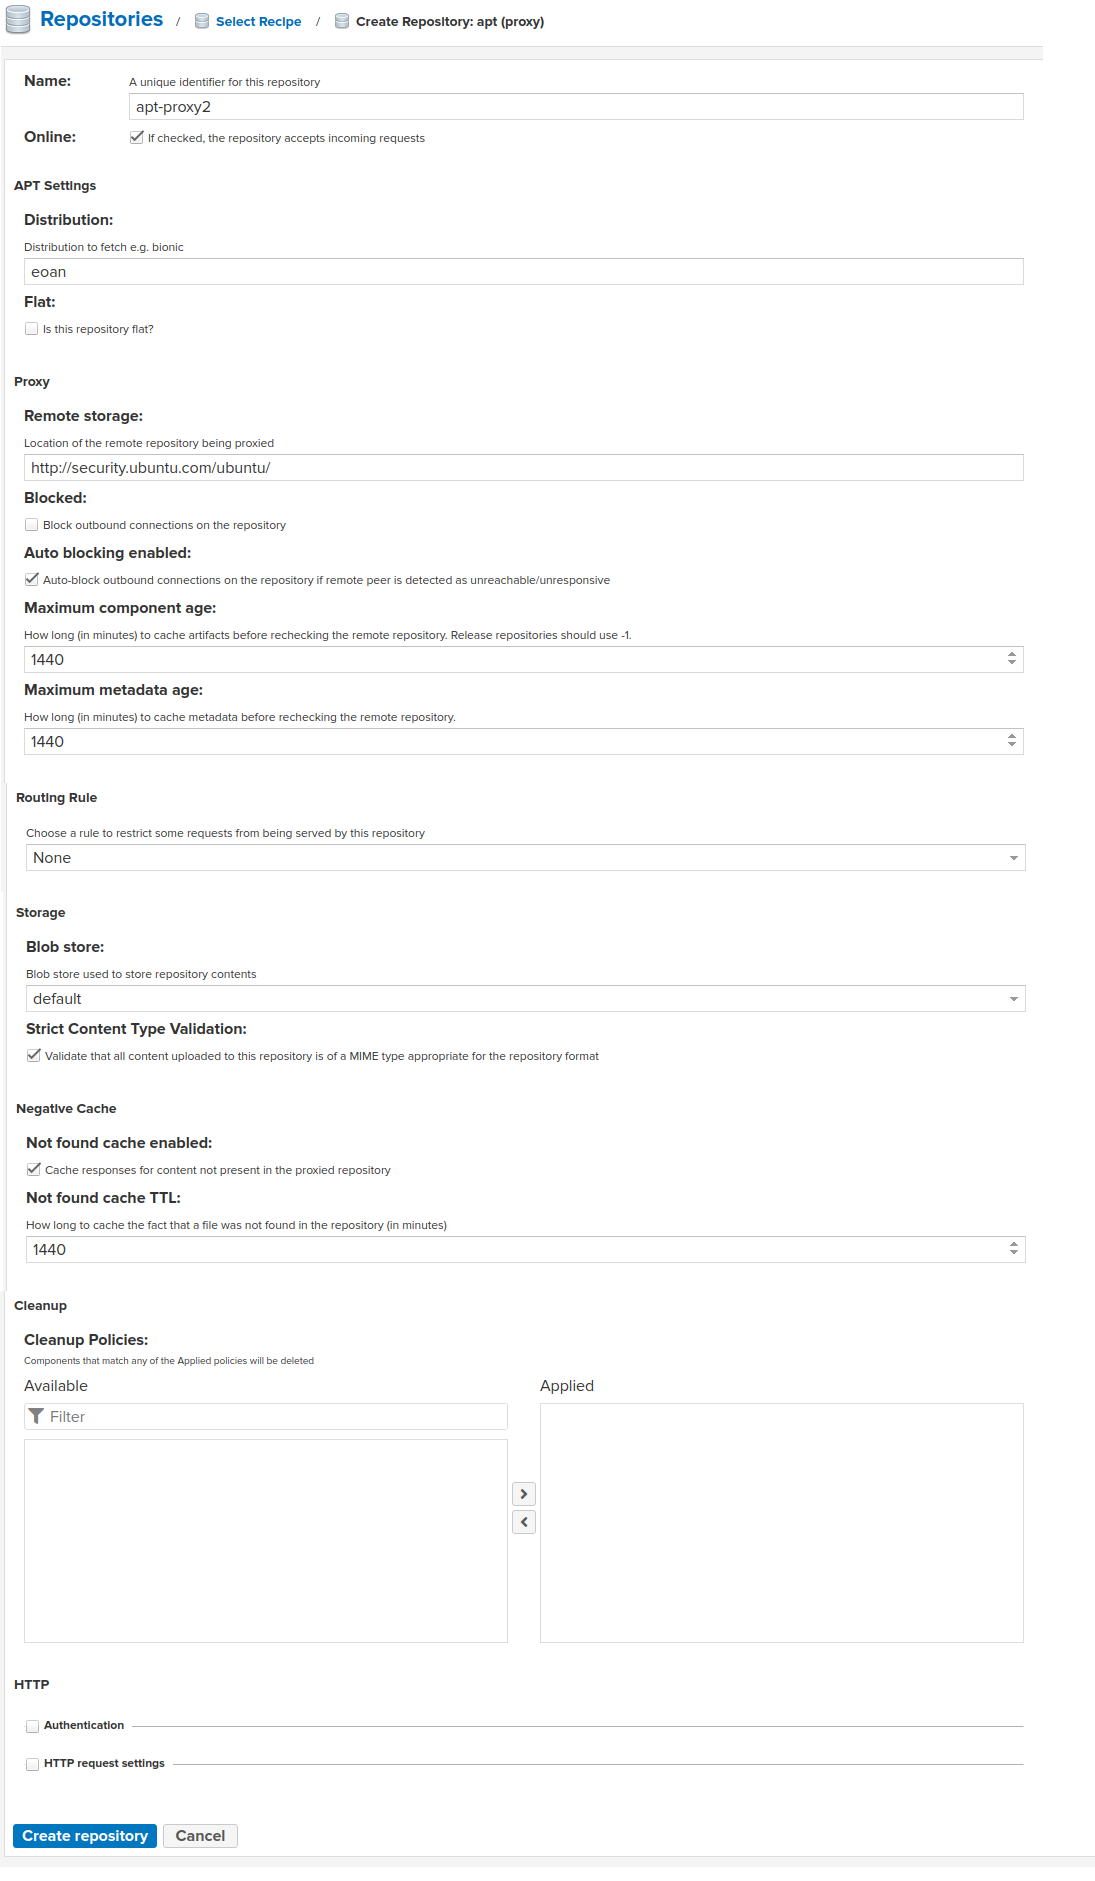 Repositories / Select Recipe / Create Repository: apt (proxy)
Name: A unique identifier for this repository
apt-proxy2
Online: If checked, the repository accepts incoming requests
APT Settings
Distribution:
Distribution to fetch e.g. bionic
eoan
Flat:
Is this repository flat?
Proxy
Remote storage:
Location of the remote repository being proxied
http://security.ubuntu.com/ubuntu/
Blocked:
Block outbound connections on the repository
Auto blocking enabled:
Auto-block outbound connections on the repository if remote peer is detected as unreachable/unresponsive
Maximum component age:
How long (in minutes) to cache artifacts before rechecking the remote repository. Release repositories should use -1.
1440
Maximum metadata age:
How long (in minutes) to cache metadata before rechecking the remote repository.
1440
Routing Rule
Choose a rule to restrict some requests from being served by this repository
None
Storage
Blob store:
Blob store used to store repository contents
default
Strict Content Type Validation:
Validate that all content uploaded to this repository is of a MIME type appropriate for the repository format
Negative Cache
Not found cache enabled:
Cache responses for content not present in the proxied repository
Not found cache TTL:
How long to cache the fact that a file was not found in the repository (in minutes)
1440
Cleanup
Cleanup Policies:
Components that match any of the Applied policies will be deleted
Available Applied
Filter
HTTP
Authentication
HTTP request settings
Create repository Cancel